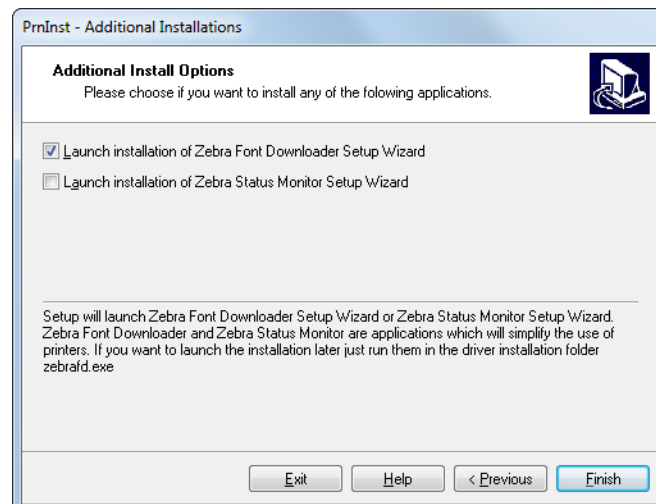 PrnInst - Additional Installations
Additional Install Options
Please choose if you want to install any of the folowing applications.
Launch installation of Zebra Font Downloader Setup Wizard
Launch installation of Zebra Status Monitor Setup Wizard
Setup will launch Zebra Font Downloader Setup Wizard or Zebra Status Monitor Setup Wizard.
Zebra Font Downloader and Zebra Status Monitor are applications which will simplify the use of
printers. If you want to launch the installation later just run them in the driver installation folder
zebrafd.exe
Exit
Help
< Previous
Finish